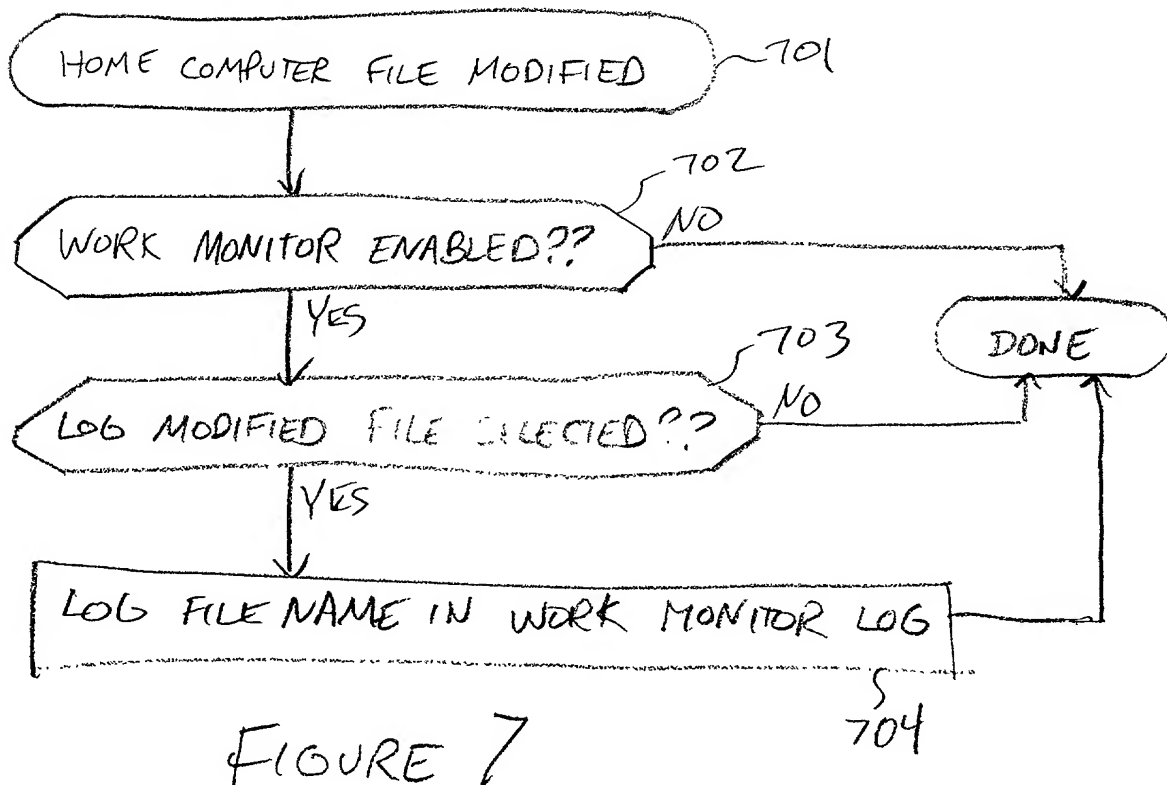 HOME COMPUTER FILE MODIFIED
701
702
WORK MONITOR ENABLED??
NO
YES
DONE
703
LOG MODIFIED FILE SELECTED??
NO
YES
LOG FILE NAME IN WORK MONITOR LOG
704
FIGURE 7